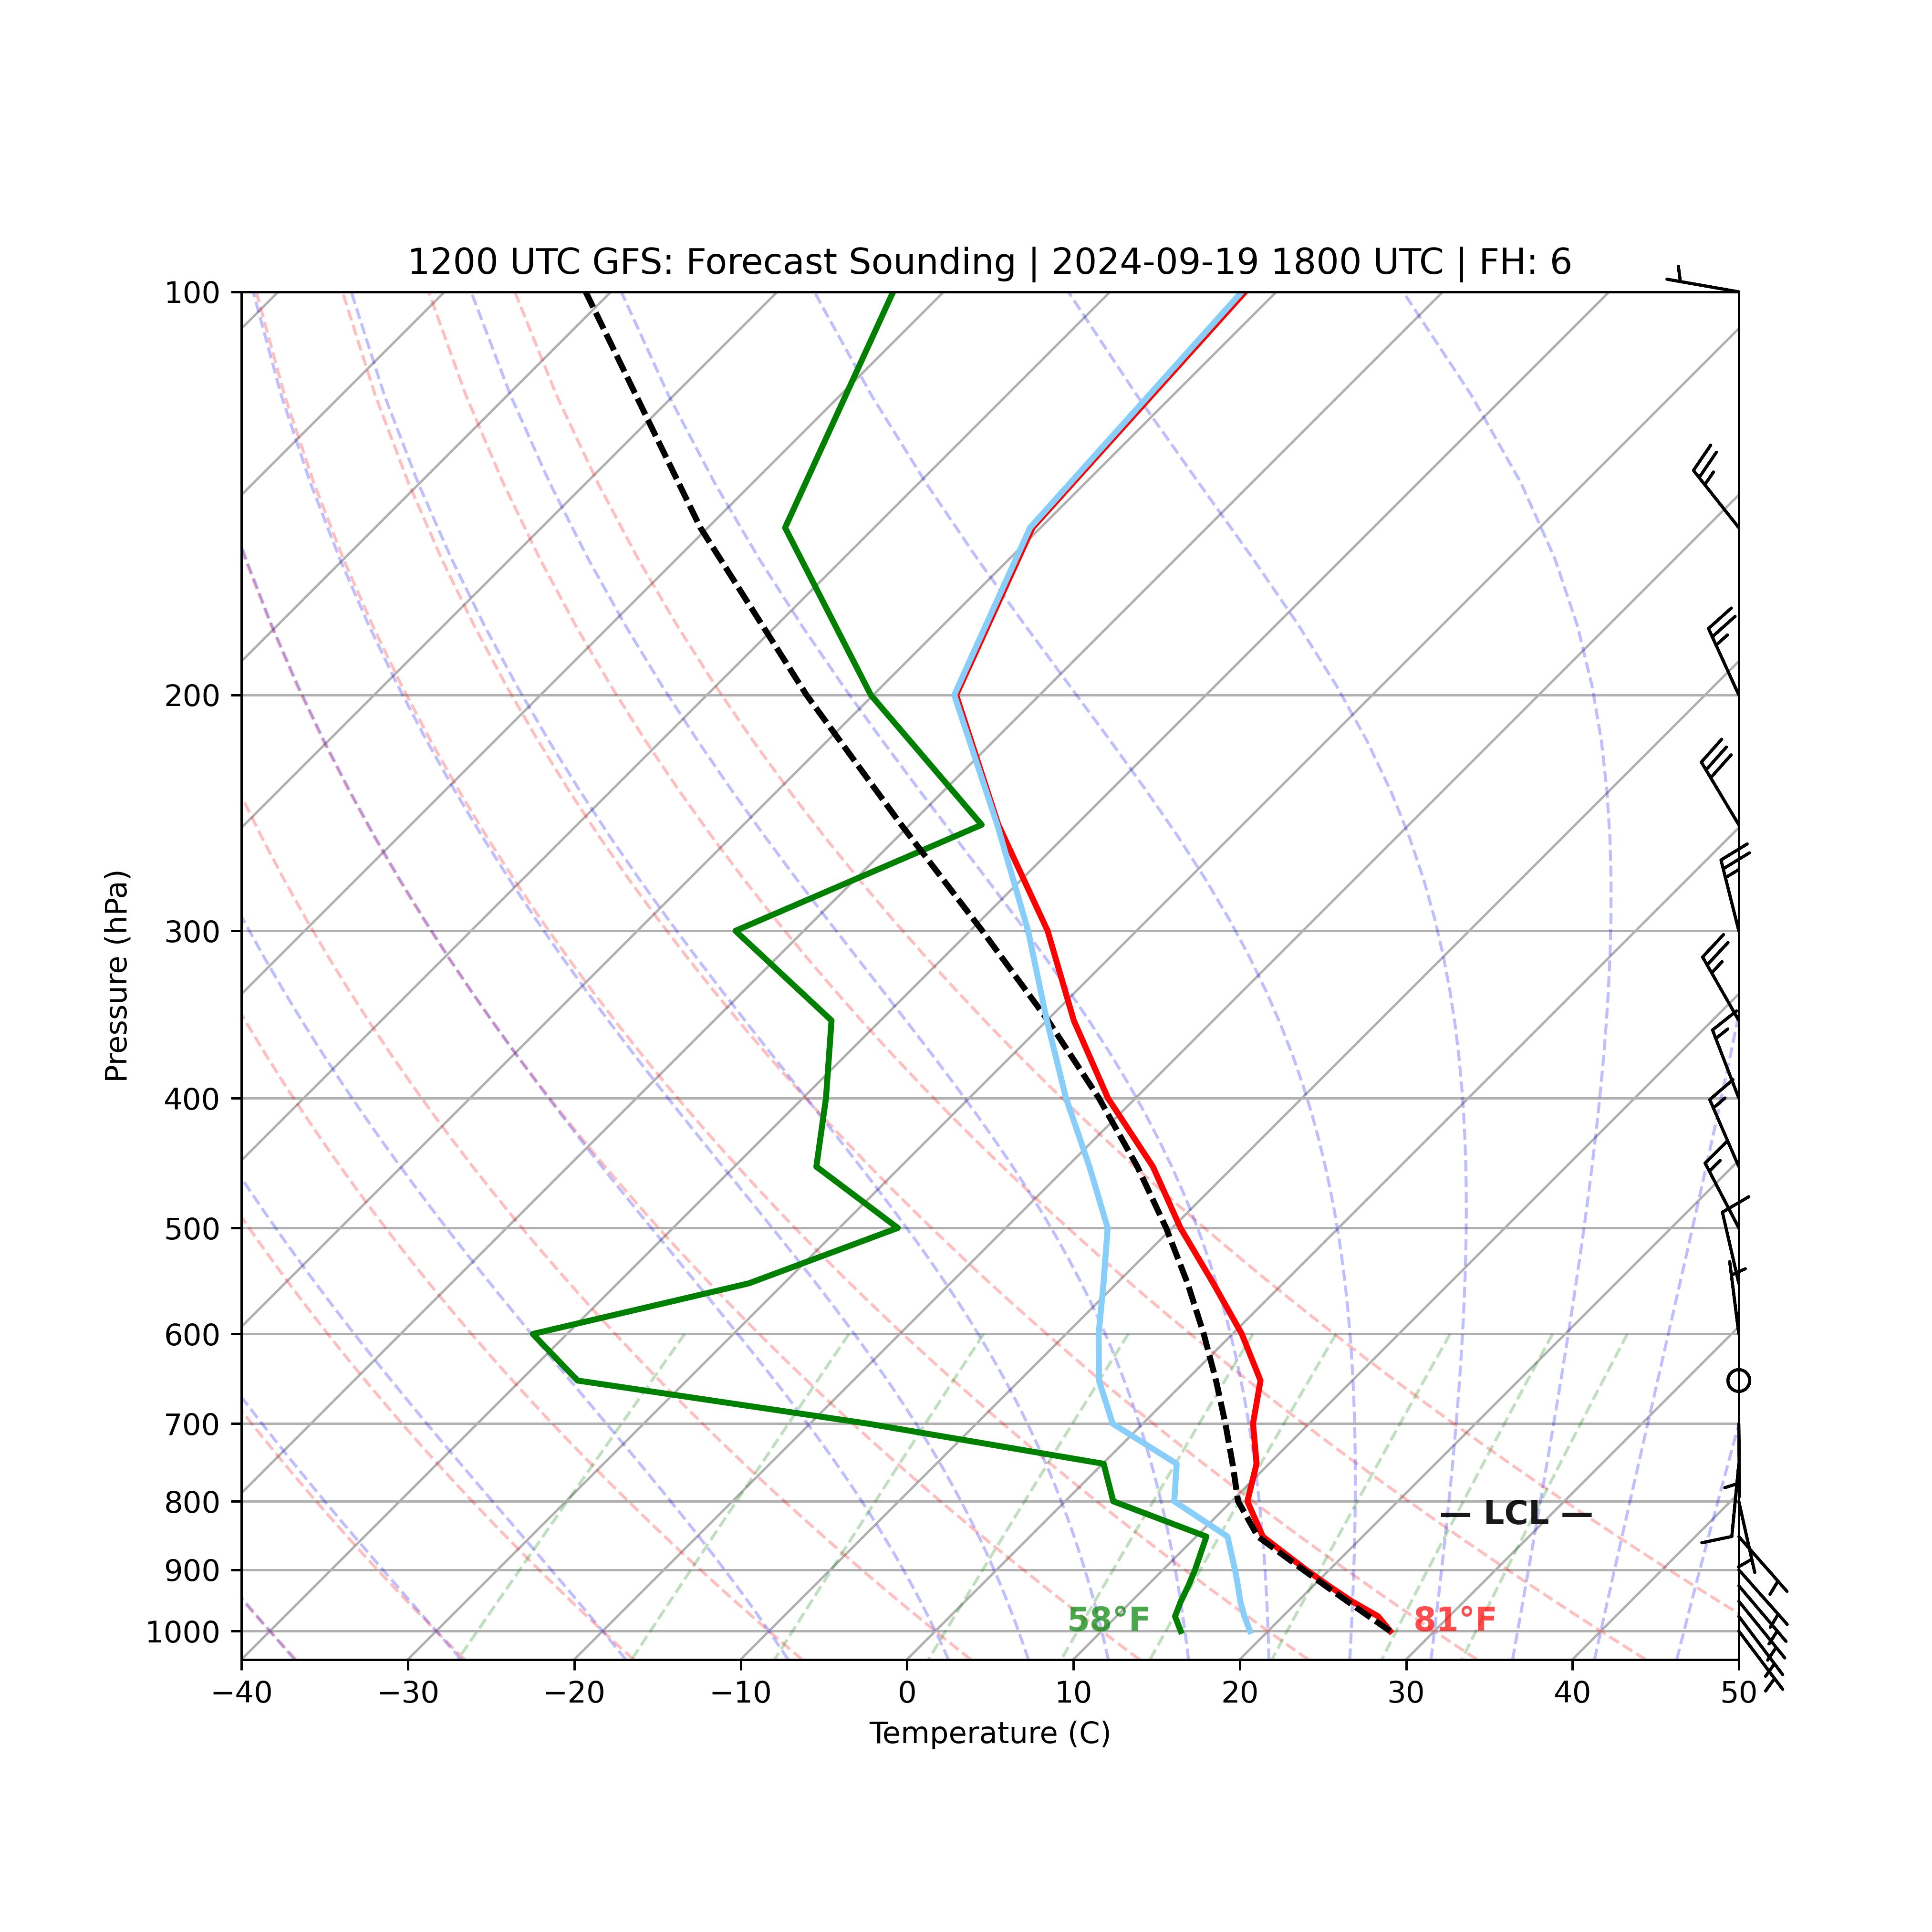 1200 UTC GFS: Forecast Sounding | 2024-09-19 1800 UTC | FH: 6
100
200
300
400
500
600
700
800
900
1000
Pressure (hPa)
— LCL —
58°F
81°F
−40 −30 −20 −10 0 10 20 30 40 50
Temperature (C)